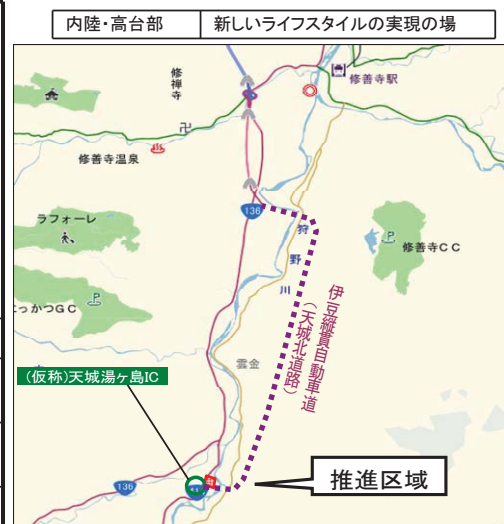 内陸・高台部 新しいライフスタイルの実現の場
修善寺駅
修禅寺
卍
修善寺温泉
136
ラフォーレ
狩野川
修善寺CC
にっかつGC
伊豆縦貫自動車道
(天城北道路)
雲金
(仮称)天城湯ヶ島IC
136
推進区域